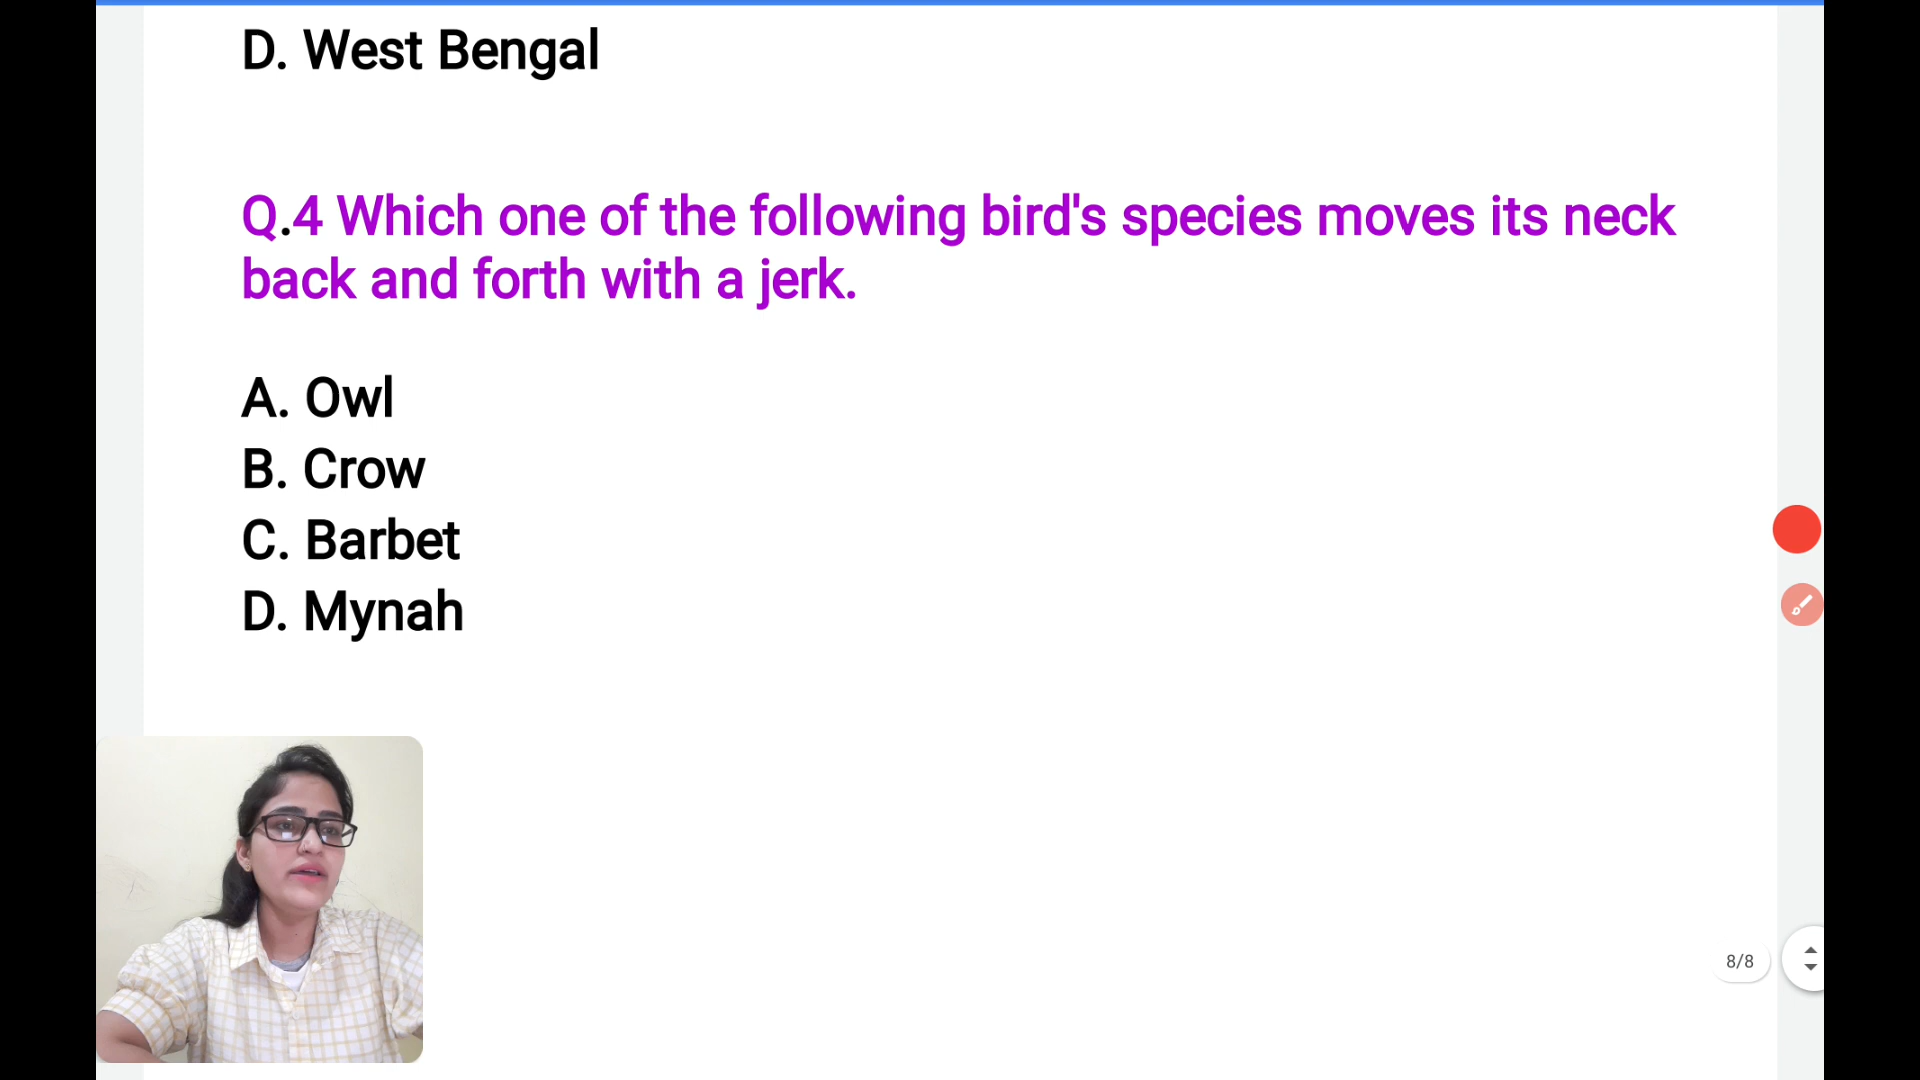 D. West Bengal
Q.4 Which one of the following bird's species moves its neck
back and forth with a jerk.
A. Owl
B. Crow
C. Barbet
D. Mynah
8/8